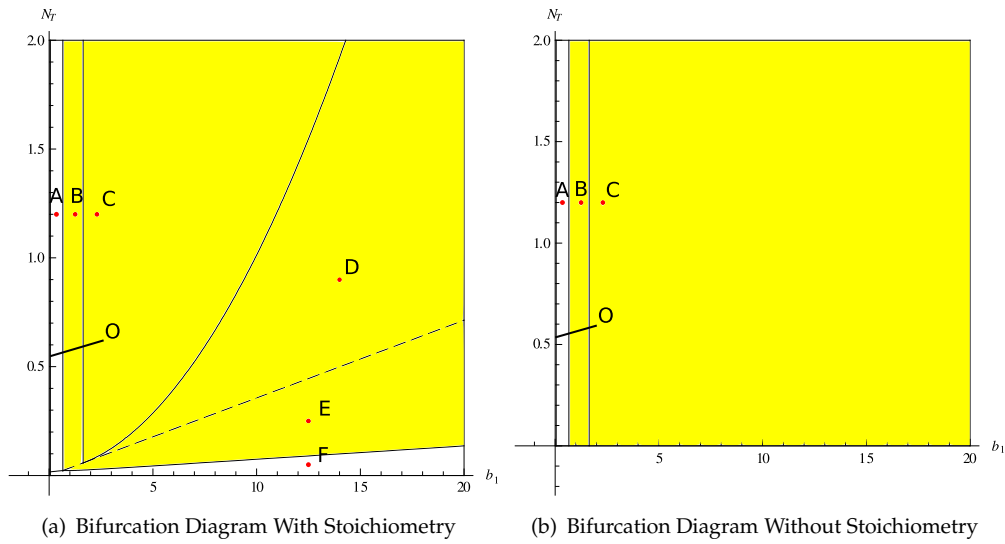 N_T
2.0
1.5
1.0
0.5
A B C
D
O
E
F
5 10 15 20
b_1
(a) Bifurcation Diagram With Stoichiometry
N_T
2.0
1.5
1.0
0.5
A B C
O
5 10 15 20
b_1
(b) Bifurcation Diagram Without Stoichiometry